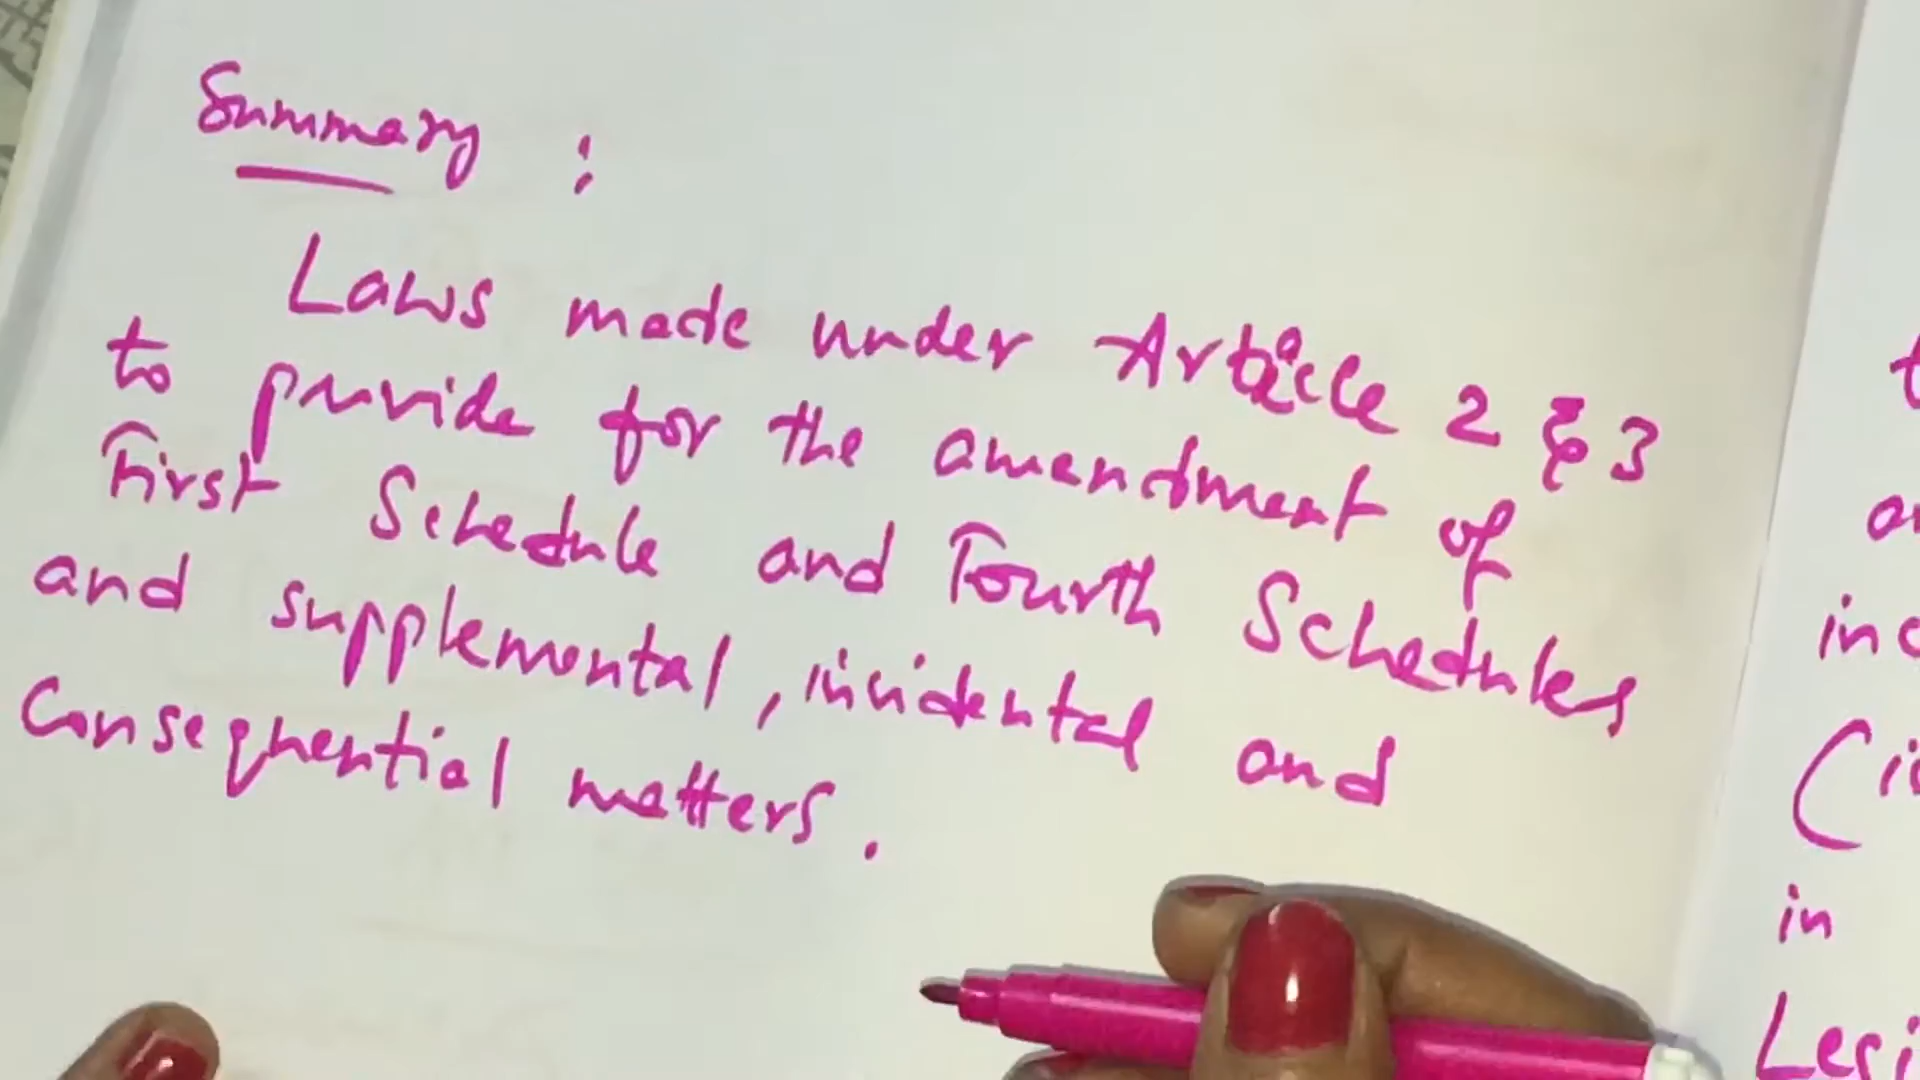 Summary :
Laws made under Article 2 & 3
to provide for the amendment of
First Schedule and Fourth Schedules
and supplemental, incidental and
Consequential matters.
in